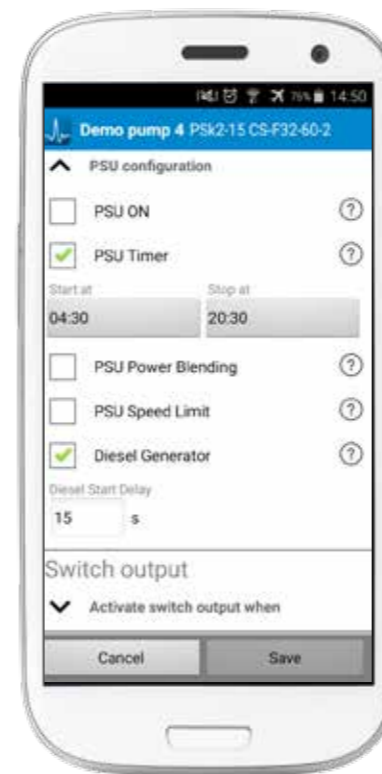 76% 14:50
Demo pump 4 PSk2-15 CS-F32-60-2
PSU configuration
PSU ON ?
PSU Timer ?
Start at Stop at
04:30 20:30
PSU Power Blending ?
PSU Speed Limit ?
Diesel Generator ?
Diesel Start Delay
15 s
Switch output
Activate switch output when
Cancel Save